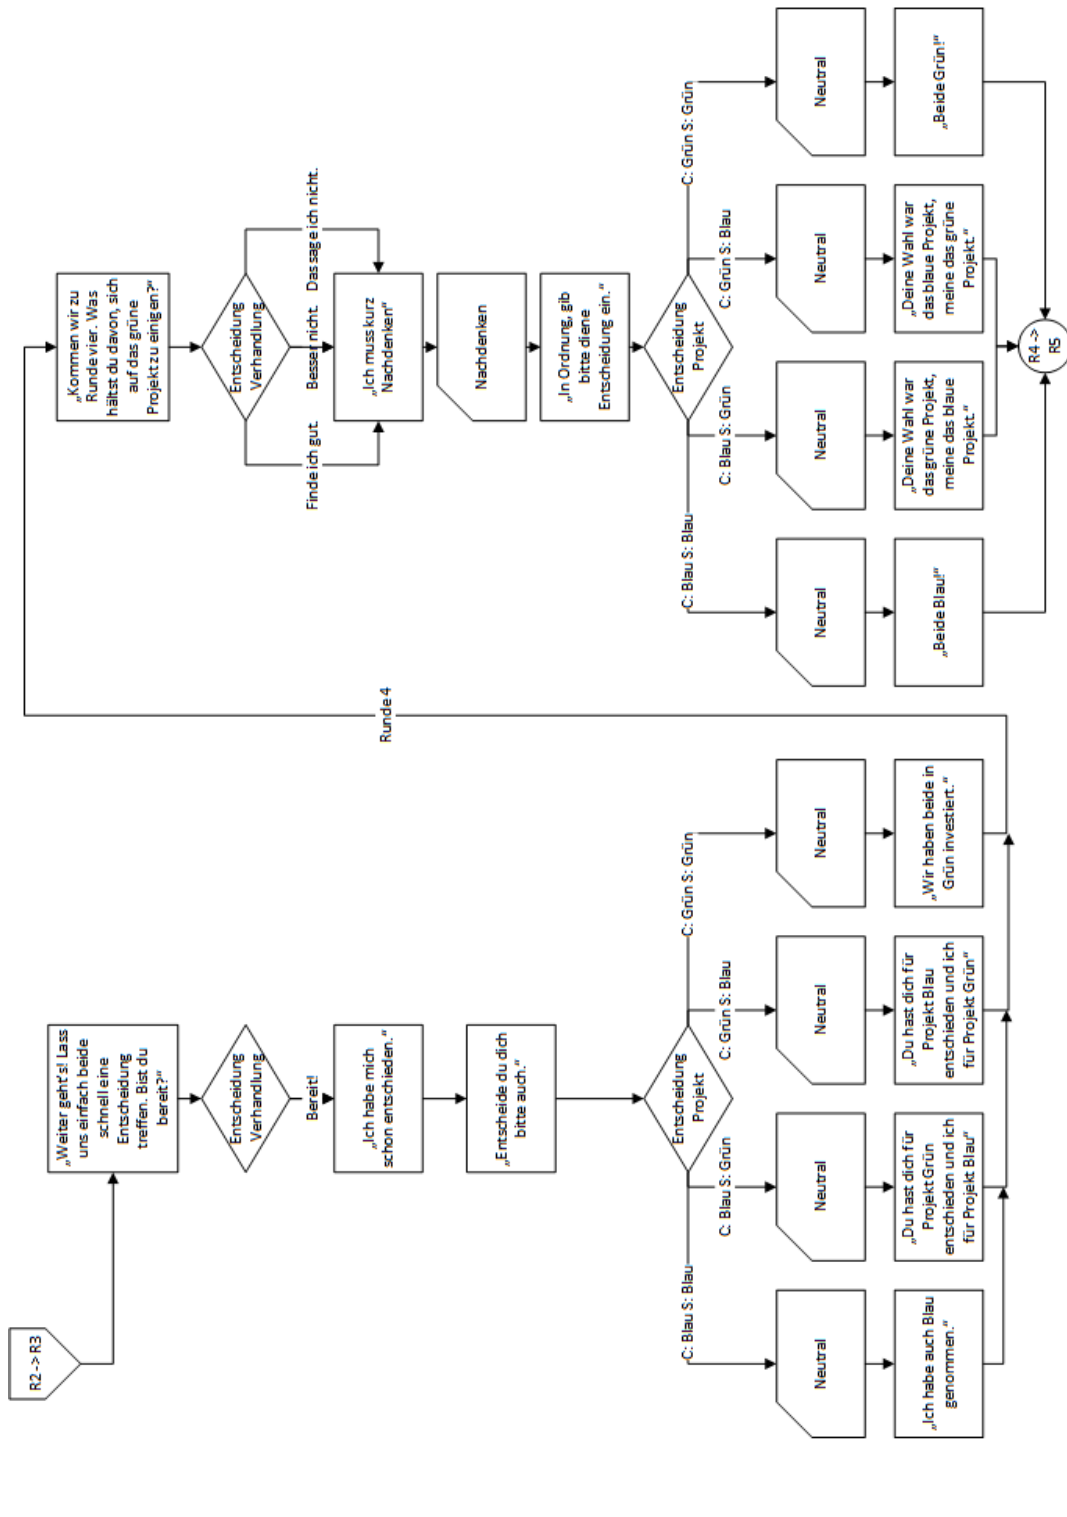 R2 -> R3
„Weiter geht's! Lass
uns einfach beide
schnell eine
Entscheidung
treffen. Bist du
bereit?“
Entscheidung
Verhandlung
Bereit!
„Ich habe mich
schon entschieden.“
„Entscheide du dich
bitte auch.“
Entscheidung
Projekt
C: Blau S: Blau
C: Blau S: Grün
C: Grün S: Blau
C: Grün S: Grün
Neutral
Neutral
Neutral
Neutral
„Ich habe auch Blau
genommen.“
„Du hast dich für
Projekt Grün
entschieden und ich
für Projekt Blau“
„Du hast dich für
Projekt Blau
entschieden und ich
für Projekt Grün“
„Wir haben beide in
Grün investiert.“
Runde 4
„Kommen wir zu
Runde vier. Was
hältst du davon, sich
auf das grüne
Projekt zu einigen?“
Entscheidung
Verhandlung
Finde ich gut.
Besser nicht.
Das sage ich nicht.
„Ich muss kurz
Nachdenken“
Nachdenken
„In Ordnung, gib
bitte diene
Entscheidung ein.“
Entscheidung
Projekt
C: Blau S: Blau
C: Blau S: Grün
C: Grün S: Blau
C: Grün S: Grün
Neutral
Neutral
Neutral
Neutral
„Beide Blau!“
„Deine Wahl war
das grüne Projekt,
meine das blaue
Projekt.“
„Deine Wahl war
das blaue Projekt,
meine das grüne
Projekt.“
„Beide Grün!“
R4 ->
R5